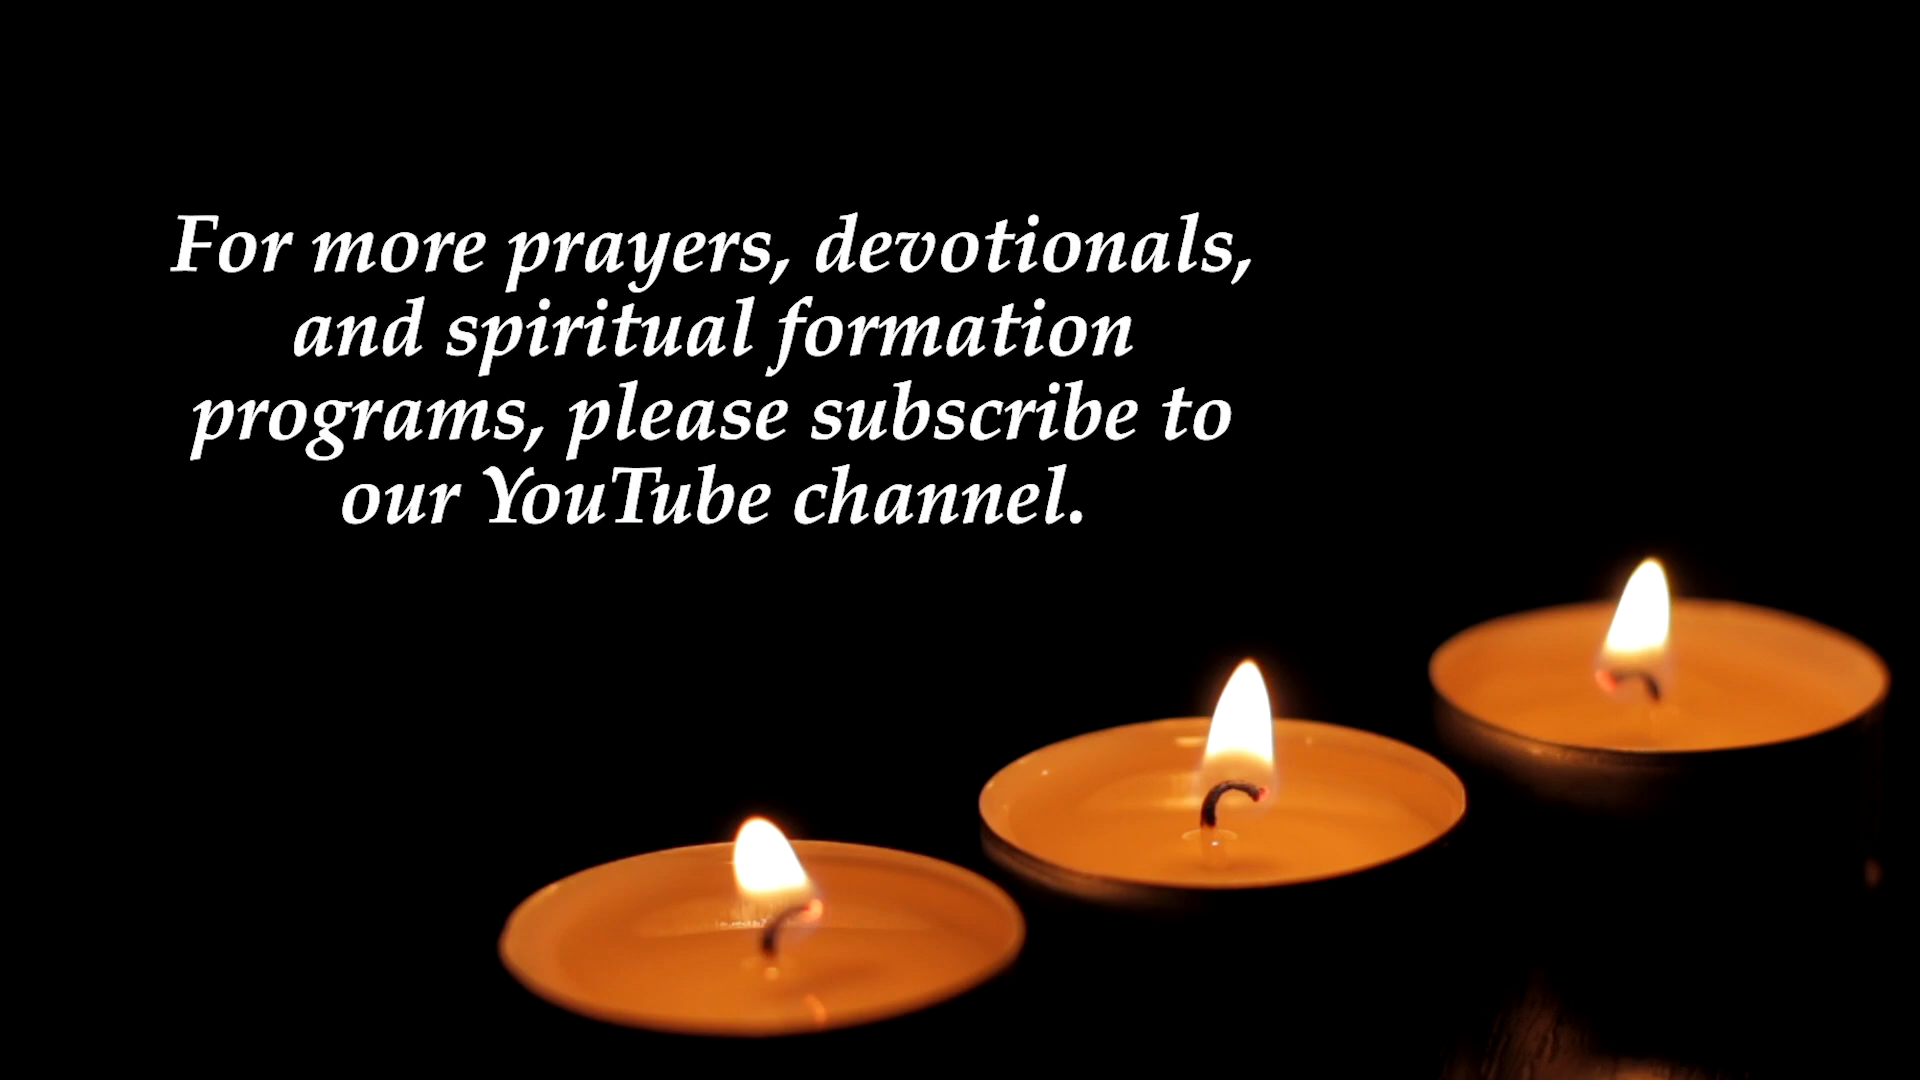 For more prayers, devotionals,
and spiritual formation
programs, please subscribe to
our YouTube channel.